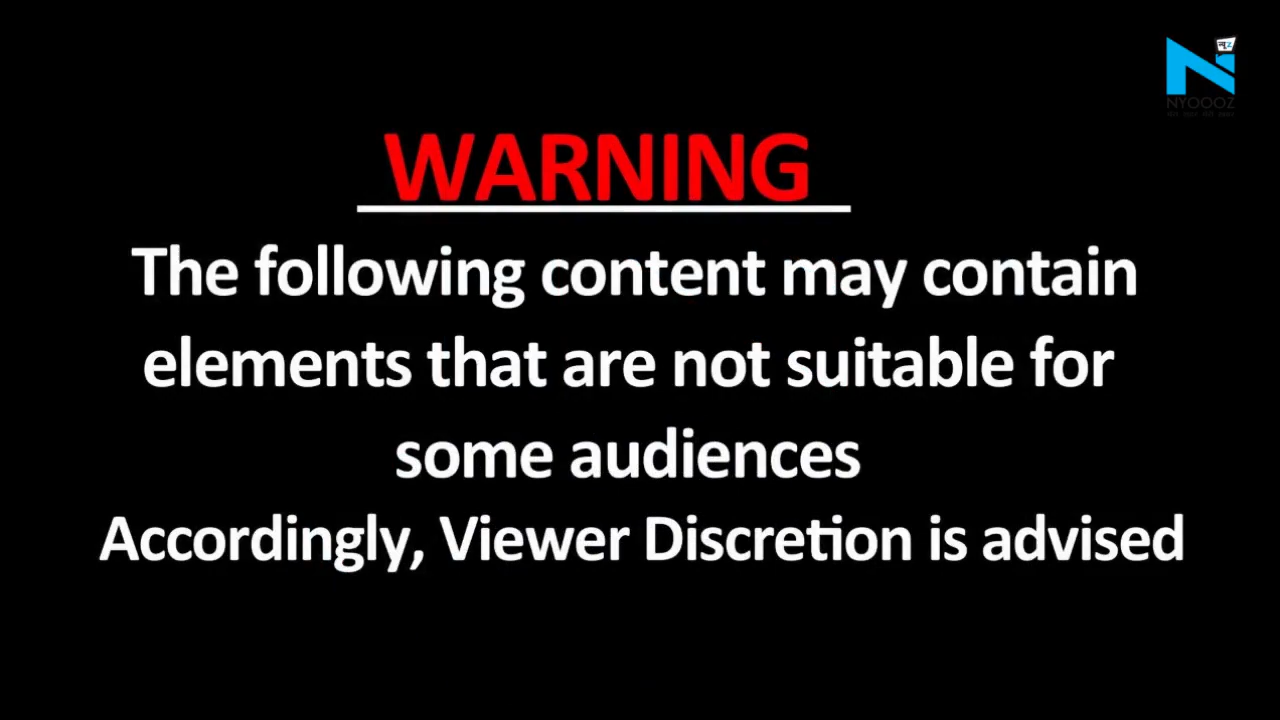 NYOOOZ
WARNING
The following content may contain
elements that are not suitable for
some audiences
Accordingly, Viewer Discretion is advised